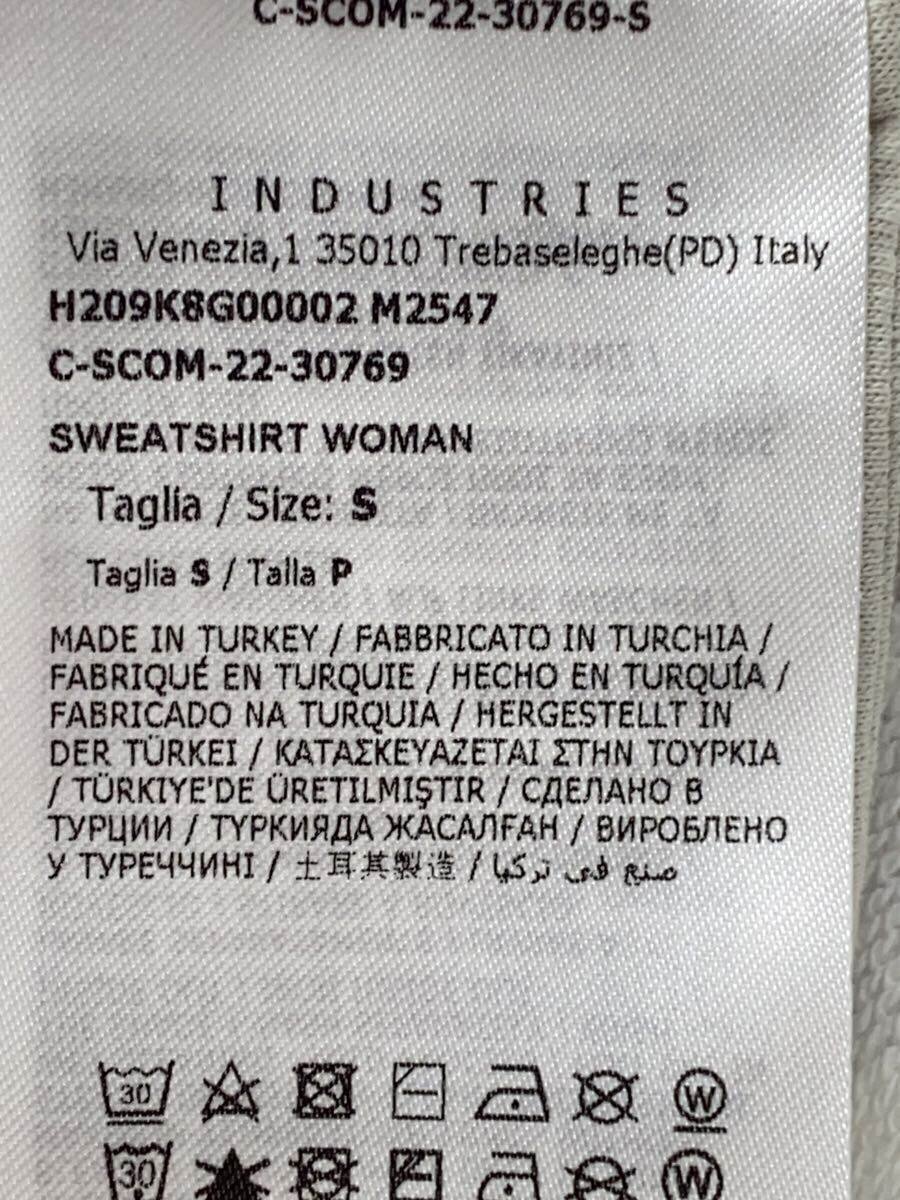 C-SCOM-22-30769-S
INDUSTRIES
Via Venezia,1 35010 Trebaseleghe(PD) Italy
H209K8G00002 M2547
C-SCOM-22-30769
SWEATSHIRT WOMAN
Taglia / Size: S
Taglia S / Talla P
MADE IN TURKEY / FABBRICATO IN TURCHIA /
FABRIQUÉ EN TURQUIE / HECHO EN TURQUÍA /
FABRICADO NA TURQUIA / HERGESTELLT IN
DER TÜRKEI / ΚΑΤΑΣΚΕΥΑΖΕΤΑΙ ΣΤΗΝ ΤΟΥΡΚΙΑ
/ TÜRKIYE'DE ÜRETILMIŞTIR / СДЕЛАНО В
ТУРЦИИ / ТҮРКИЯДА ЖАСАЛҒАН / ВИРОБЛЕНО
У ТУРЕЧЧИНІ / 土耳其製造 / صنع في تركيا
30 W
30 W